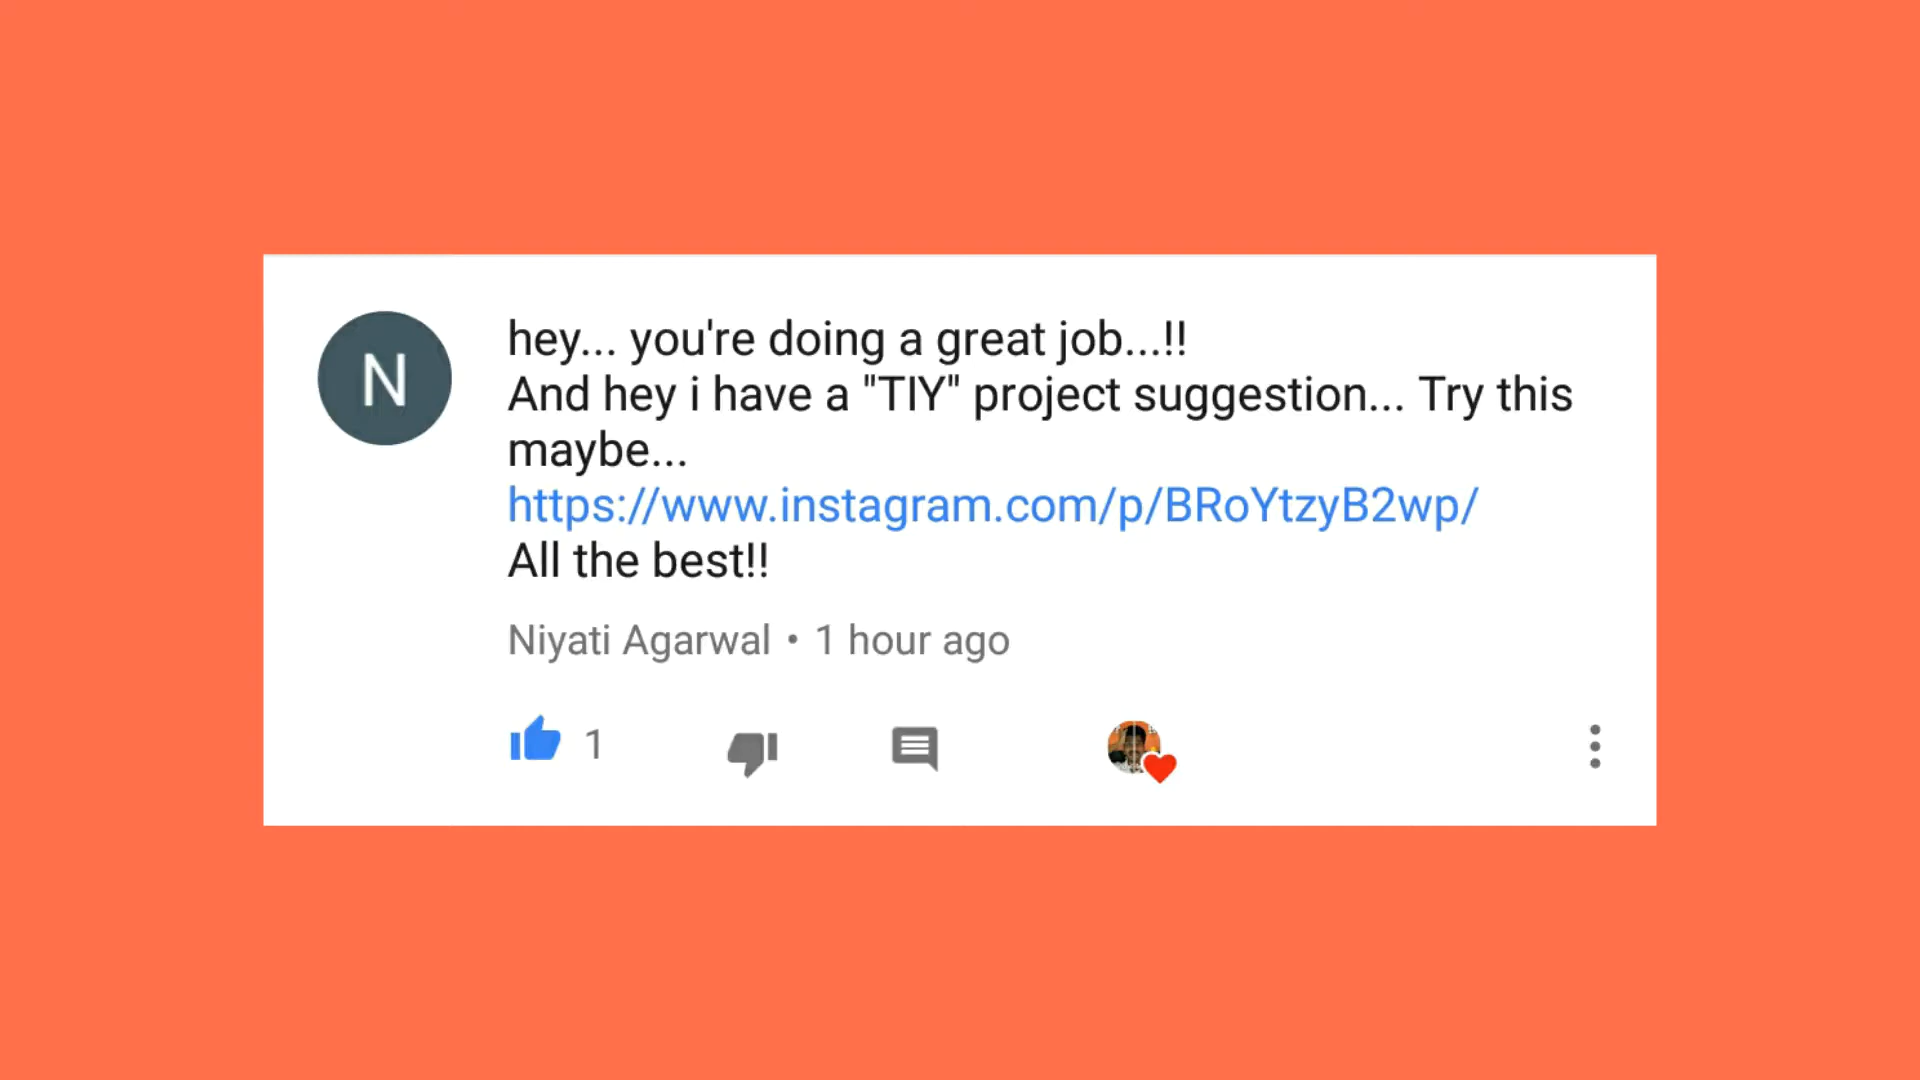 N
hey... you're doing a great job...!!
And hey i have a "TIY" project suggestion... Try this
maybe...
https://www.instagram.com/p/BRoYtzyB2wp/
All the best!!
Niyati Agarwal • 1 hour ago
1